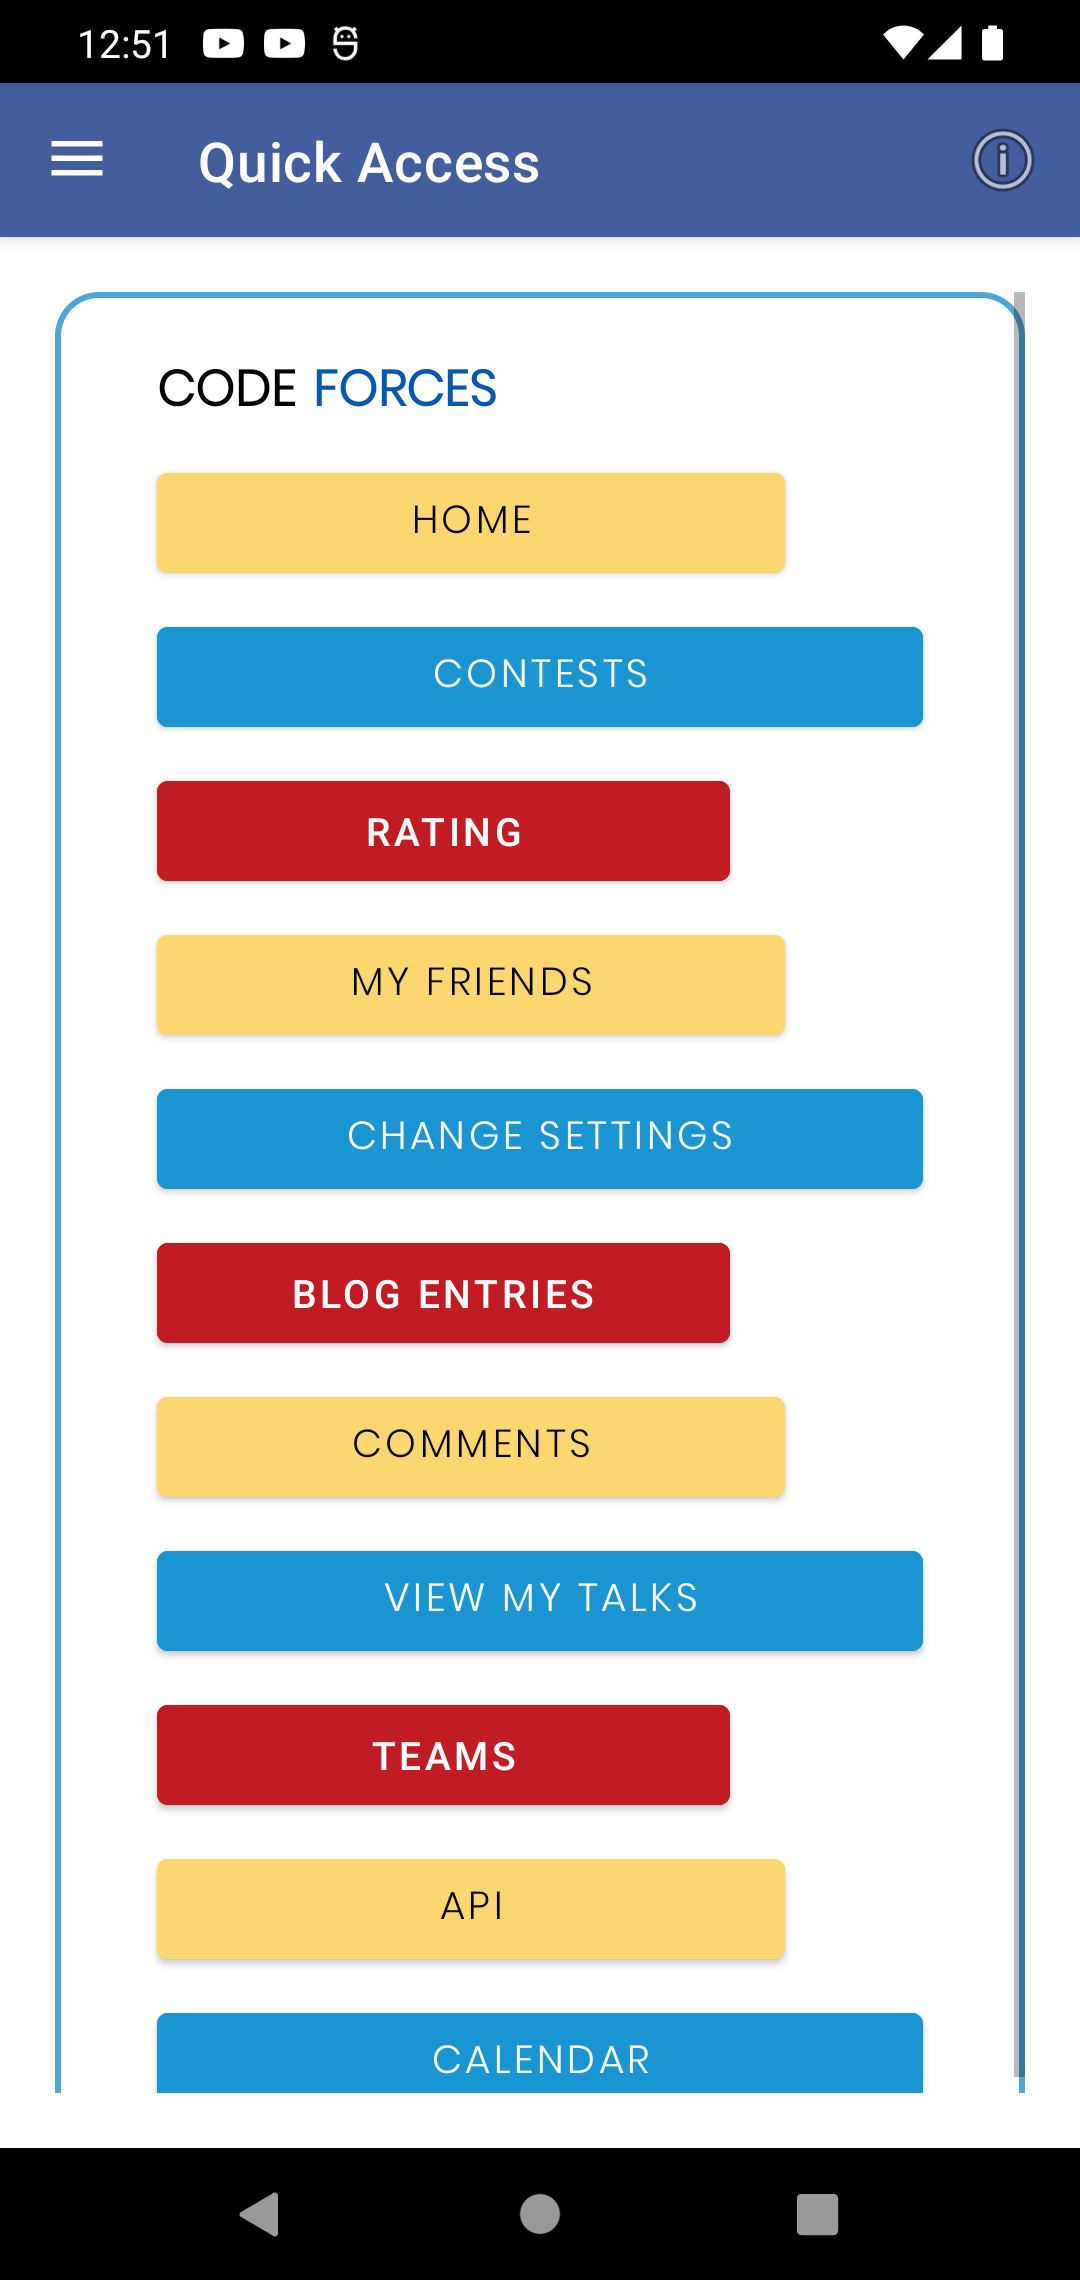 12:51
Quick Access
CODE FORCES
HOME
CONTESTS
RATING
MY FRIENDS
CHANGE SETTINGS
BLOG ENTRIES
COMMENTS
VIEW MY TALKS
TEAMS
API
CALENDAR